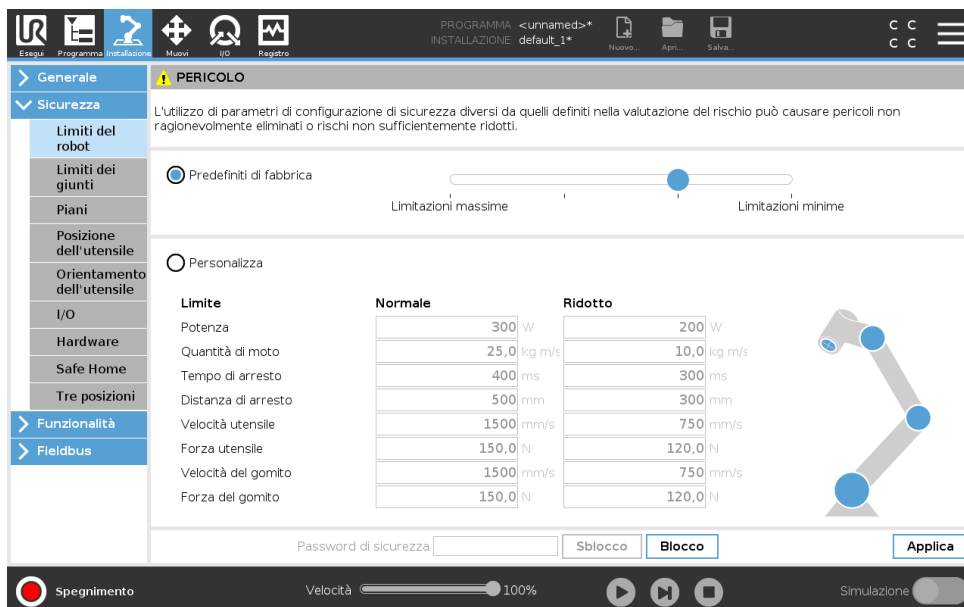 PROGRAMMA <unnamed>*
INSTALLAZIONE default_1*
UR
Esegui
Programma
Installazione
Muovi
I/O
Registro
Nuovo...
Apri...
Salva...
C C
C C
Generale
Sicurezza
Limiti del
robot
Limiti dei
giunti
Piani
Posizione
dell'utensile
Orientamento
dell'utensile
I/O
Hardware
Safe Home
Tre posizioni
Funzionalità
Fieldbus
PERICOLO
L'utilizzo di parametri di configurazione di sicurezza diversi da quelli definiti nella valutazione del rischio può causare pericoli non
ragionevolmente eliminati o rischi non sufficientemente ridotti.
Predefiniti di fabbrica
Limitazioni massime
Limitazioni minime
Personalizza
Limite Normale Ridotto
Potenza 300 W 200 W
Quantità di moto 25,0 kg m/s 10,0 kg m/s
Tempo di arresto 400 ms 300 ms
Distanza di arresto 500 mm 300 mm
Velocità utensile 1500 mm/s 750 mm/s
Forza utensile 150,0 N 120,0 N
Velocità del gomito 1500 mm/s 750 mm/s
Forza del gomito 150,0 N 120,0 N
Password di sicurezza Sblocco Blocco Applica
Spegnimento Velocità 100% Simulazione